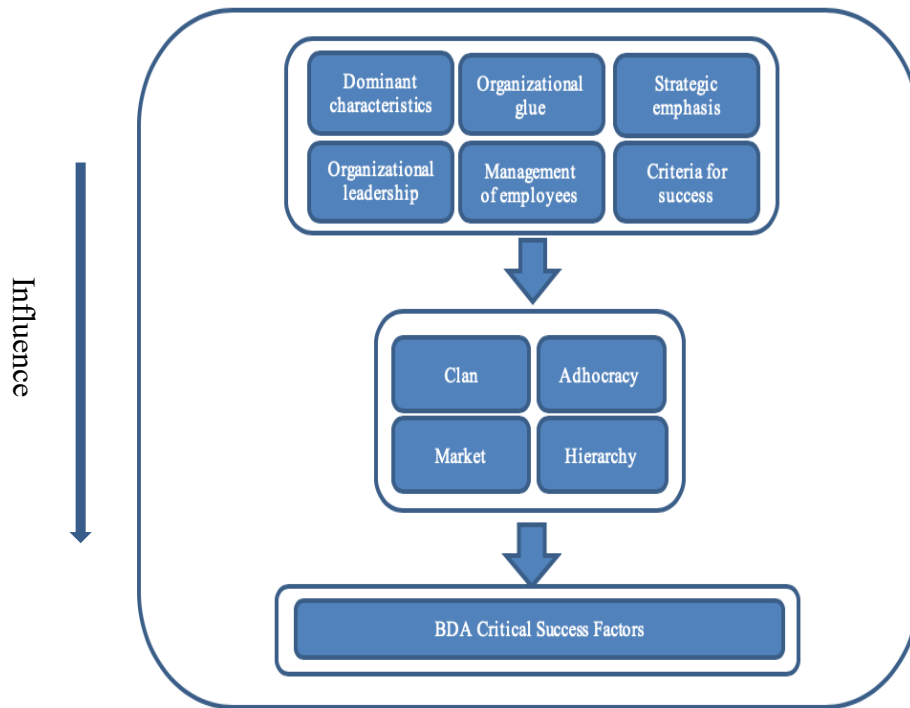 Dominant
characteristics
Organizational
glue
Strategic
emphasis
Organizational
leadership
Management
of employees
Criteria for
success
Influence
Clan
Adhocracy
Market
Hierarchy
BDA Critical Success Factors